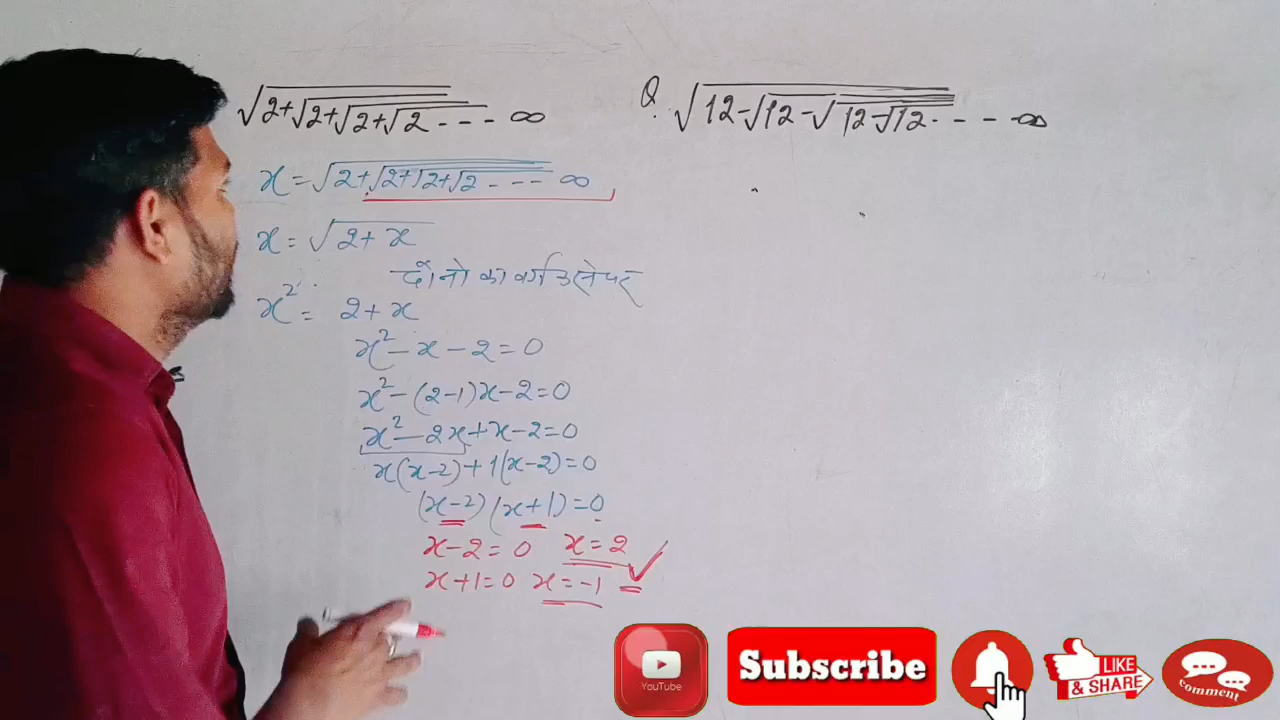 √2+√2+√2+√2 - - - ∞
Q. √12-√12-√12-√12 - - - ∞
x = √2+√2+√2+√2 - - - ∞
x = √2+ x
दोनों का वर्ग करने पर
x² = 2+x
x² - x - 2 = 0
x² - (2-1)x - 2 = 0
x² - 2x + x - 2 = 0
x(x-2) + 1(x-2) = 0
(x-2)(x+1) = 0
x-2 = 0 x = 2
x+1 = 0 x = -1
YouTube
Subscribe
LIKE
& SHARE
comment